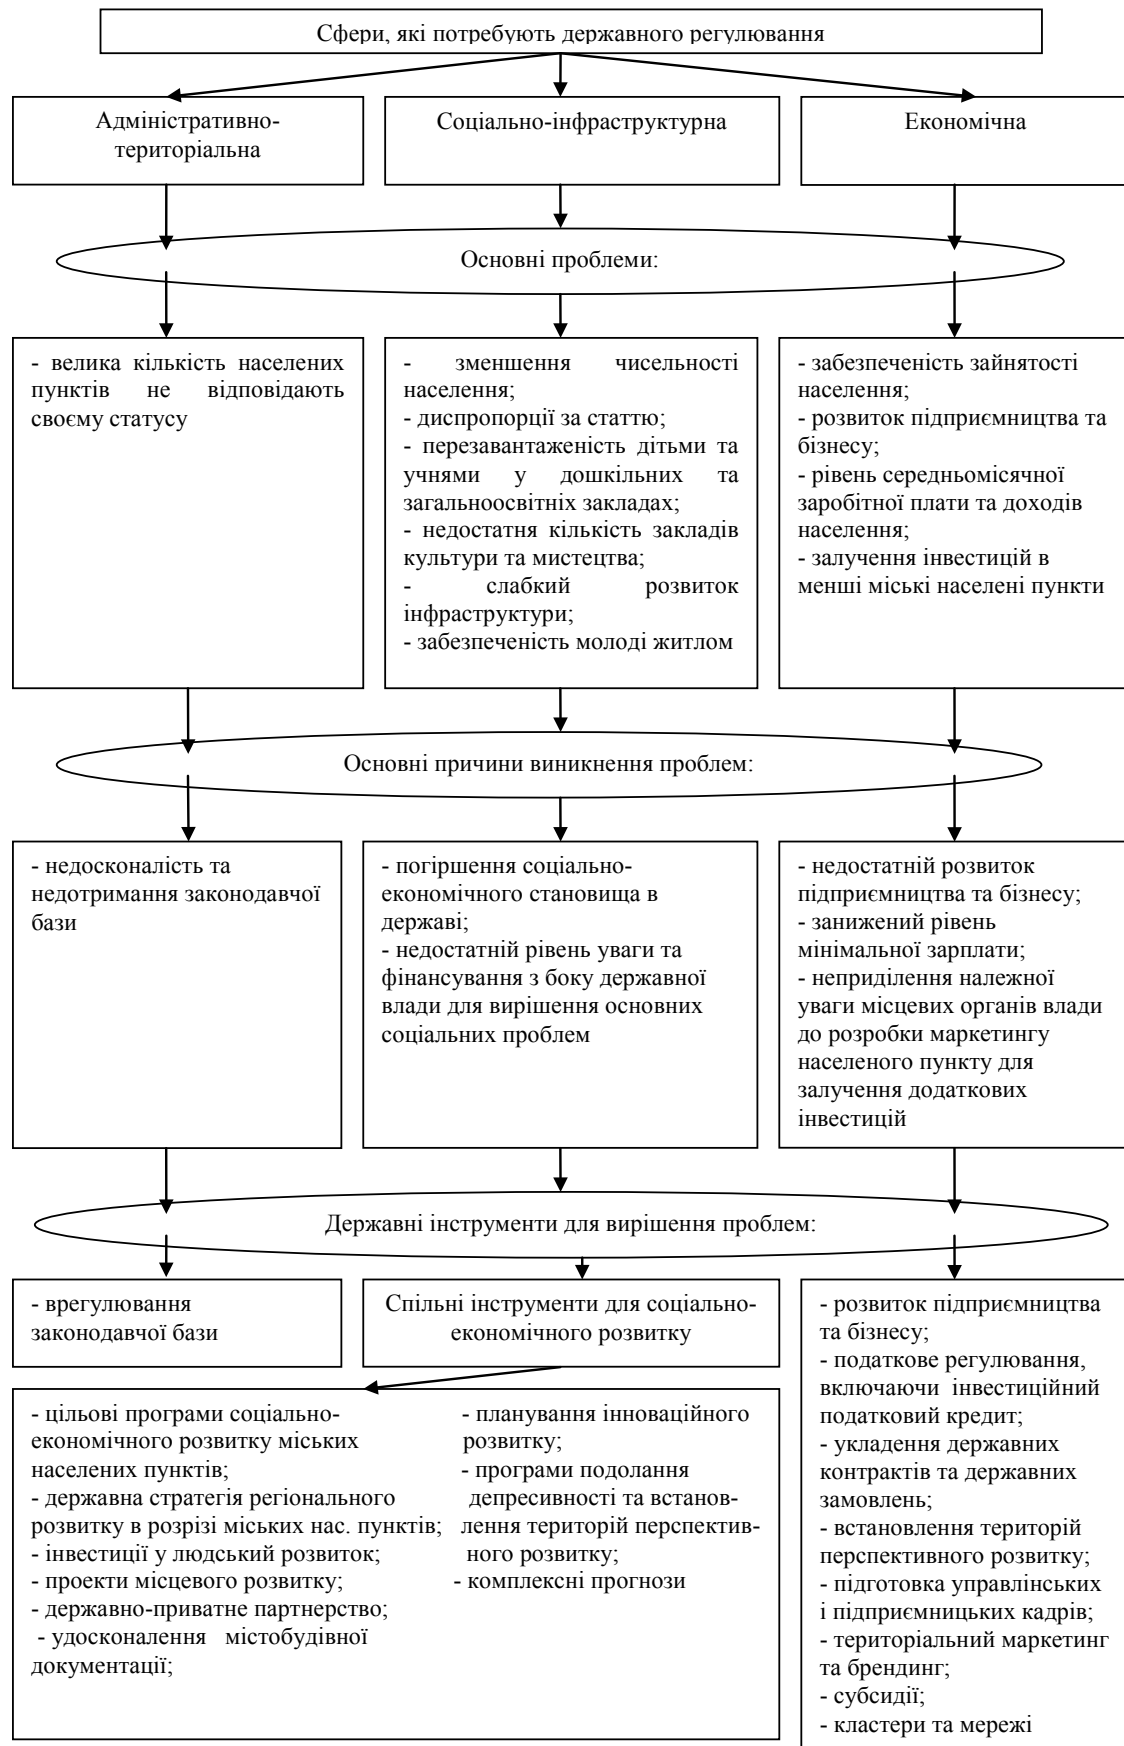 Сфери, які потребують державного регулювання
Адміністративно-
територіальна
Соціально-інфраструктурна
Економічна
Основні проблеми:
- велика кількість населених
пунктів не відповідають
своєму статусу
- зменшення чисельності
населення;
- диспропорції за статтю;
- перезавантаженість дітьми та
учнями у дошкільних та
загальноосвітніх закладах;
- недостатня кількість закладів
культури та мистецтва;
- слабкий розвиток
інфраструктури;
- забезпеченість молоді житлом
- забезпеченість зайнятості
населення;
- розвиток підприємництва та
бізнесу;
- рівень середньомісячної
заробітної плати та доходів
населення;
- залучення інвестицій в
менші міські населені пункти
Основні причини виникнення проблем:
- недосконалість та
недотримання законодавчої
бази
- погіршення соціально-
економічного становища в
державі;
- недостатній рівень уваги та
фінансування з боку державної
влади для вирішення основних
соціальних проблем
- недостатній розвиток
підприємництва та бізнесу;
- занижений рівень
мінімальної зарплати;
- неприділення належної
уваги місцевих органів влади
до розробки маркетингу
населеного пункту для
залучення додаткових
інвестицій
Державні інструменти для вирішення проблем:
- врегулювання
законодавчої бази
Спільні інструменти для соціально-
економічного розвитку
- цільові програми соціально-
економічного розвитку міських
населених пунктів;
- державна стратегія регіонального
розвитку в розрізі міських нас. пунктів;
- інвестиції у людський розвиток;
- проекти місцевого розвитку;
- державно-приватне партнерство;
- удосконалення містобудівної
документації;
- планування інноваційного
розвитку;
- програми подолання
депресивності та встанов-
лення територій перспектив-
ного розвитку;
- комплексні прогнози
- розвиток підприємництва
та бізнесу;
- податкове регулювання,
включаючи інвестиційний
податковий кредит;
- укладення державних
контрактів та державних
замовлень;
- встановлення територій
перспективного розвитку;
- підготовка управлінських
і підприємницьких кадрів;
- територіальний маркетинг
та брендинг;
- субсидії;
- кластери та мережі